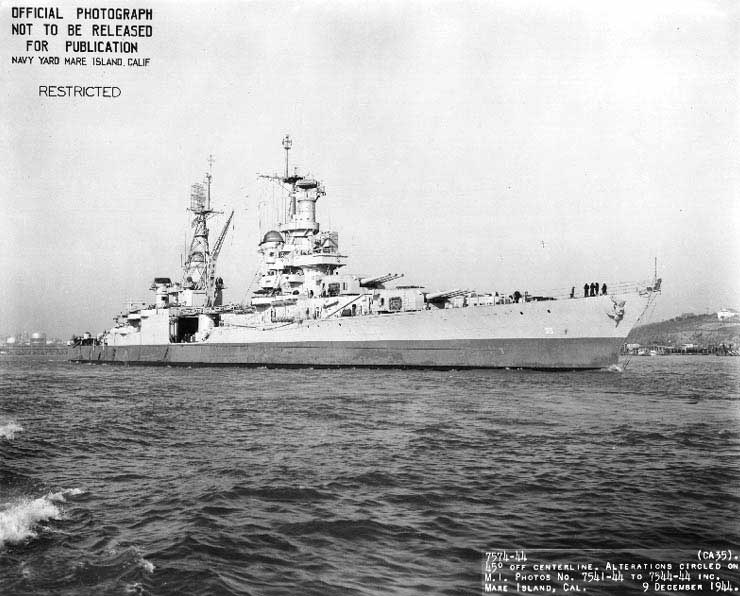 OFFICIAL PHOTOGRAPH
NOT TO BE RELEASED
FOR PUBLICATION
NAVY YARD MARE ISLAND, CALIF
RESTRICTED
35
7574-44 (CA35).
45° OFF CENTERLINE. ALTERATIONS CIRCLED ON
M.I. PHOTOS NO. 7541-44 TO 7544-44 INC.
MARE ISLAND, CAL. 9 DECEMBER 1944.